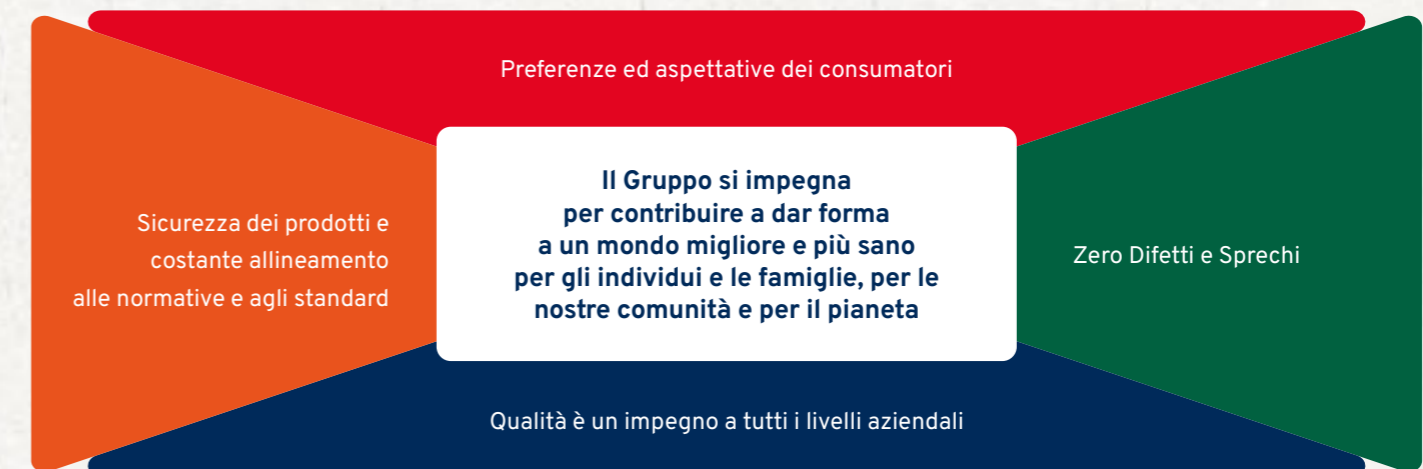 Preferenze ed aspettative dei consumatori
Sicurezza dei prodotti e
costante allineamento
alle normative e agli standard
Il Gruppo si impegna
per contribuire a dar forma
a un mondo migliore e più sano
per gli individui e le famiglie, per le
nostre comunità e per il pianeta
Zero Difetti e Sprechi
Qualità è un impegno a tutti i livelli aziendali